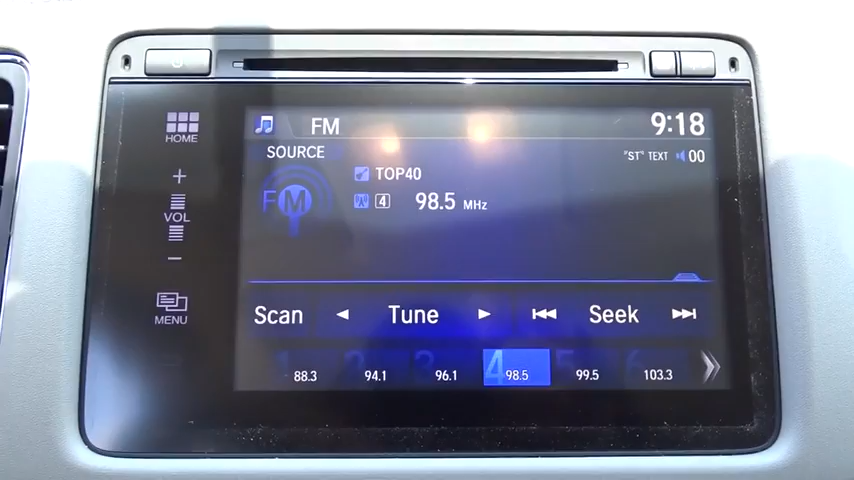 HOME
+
VOL
−
MENU
FM
9:18
SOURCE
"ST" TEXT 00
FM
TOP40
4
98.5 MHz
Scan ◄ Tune ► ⏮ Seek ⏭
1 88.3
2 94.1
3 96.1
4 98.5
5 99.5
6 103.3